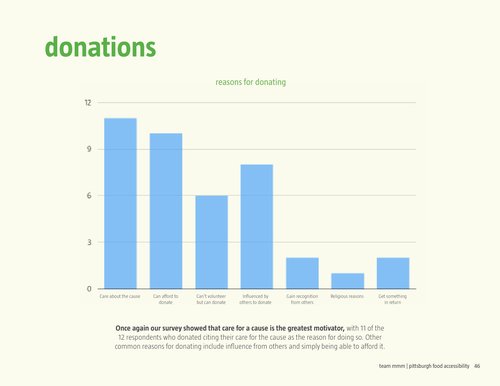 donations
reasons for donating
12
9
6
3
0
Care about the cause
Can afford to
donate
Can't volunteer
but can donate
Influenced by
others to donate
Gain recognition
from others
Religious reasons
Get something
in return
Once again our survey showed that care for a cause is the greatest motivator, with 11 of the
12 respondents who donated citing their care for the cause as the reason for doing so. Other
common reasons for donating include influence from others and simply being able to afford it.
team mmm | pittsburgh food accessibility 46